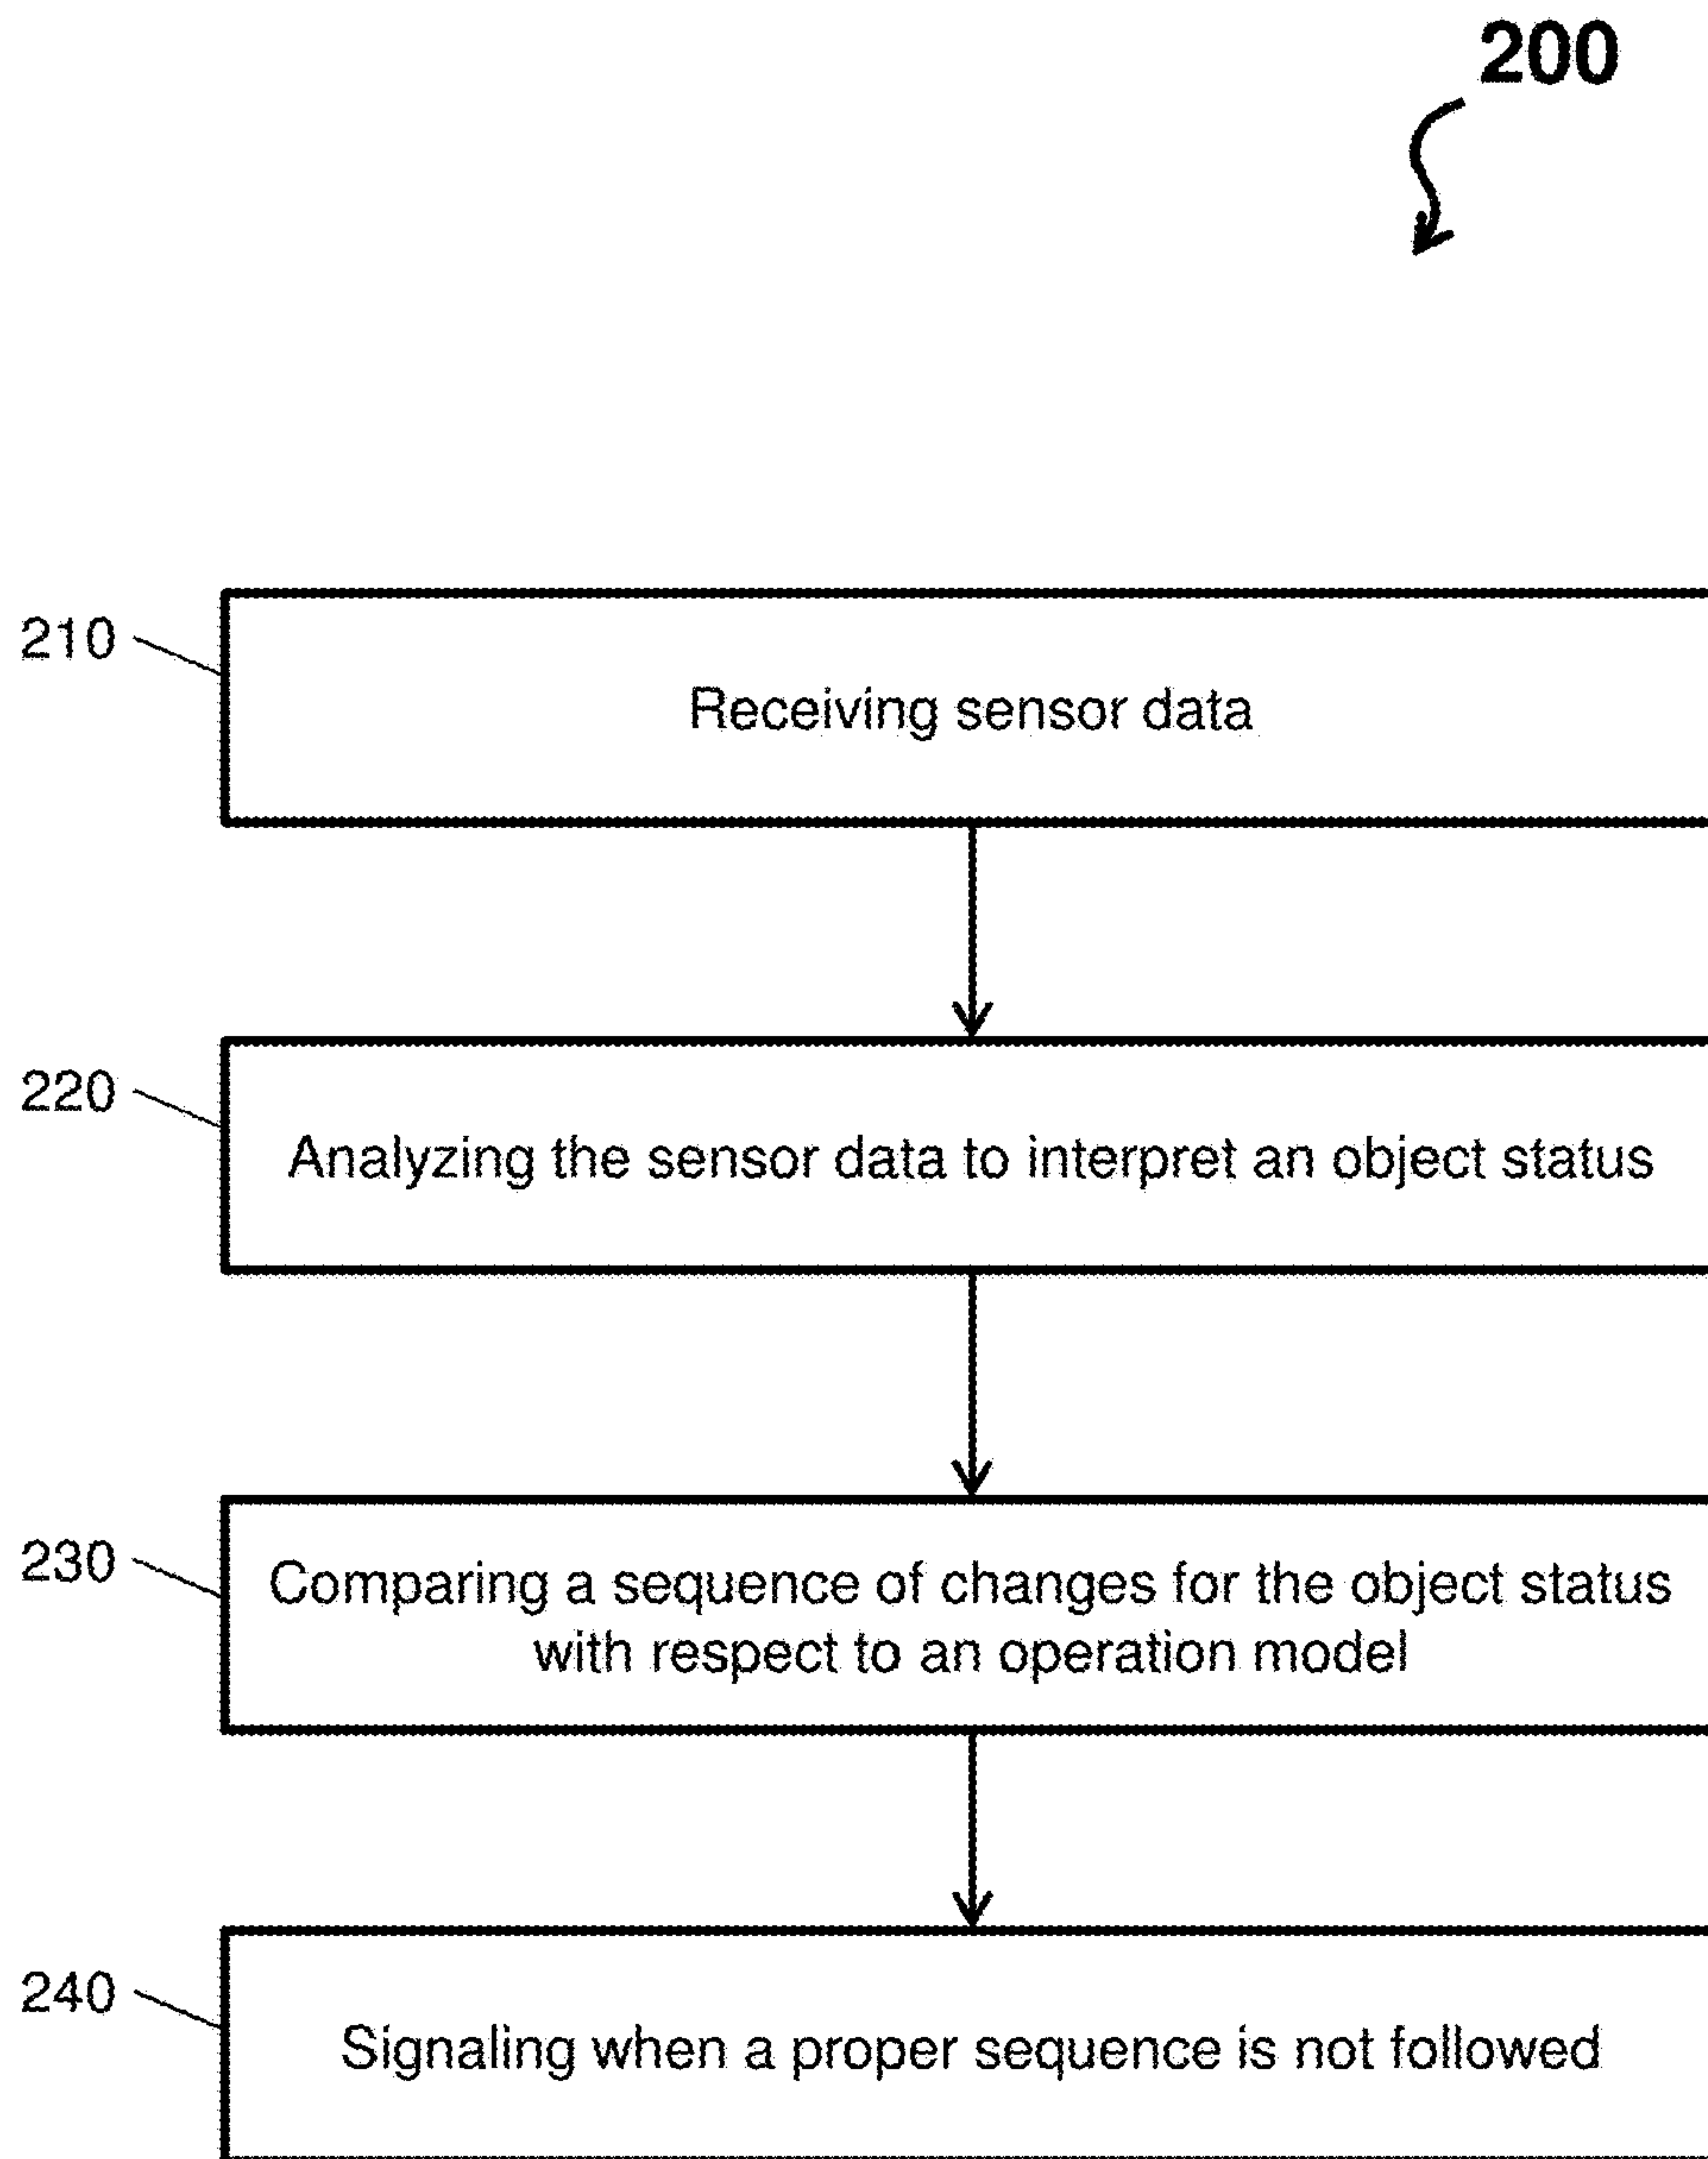 200
210
Receiving sensor data
220
Analyzing the sensor data to interpret an object status
230
Comparing a sequence of changes for the object status
with respect to an operation model
240
Signaling when a proper sequence is not followed